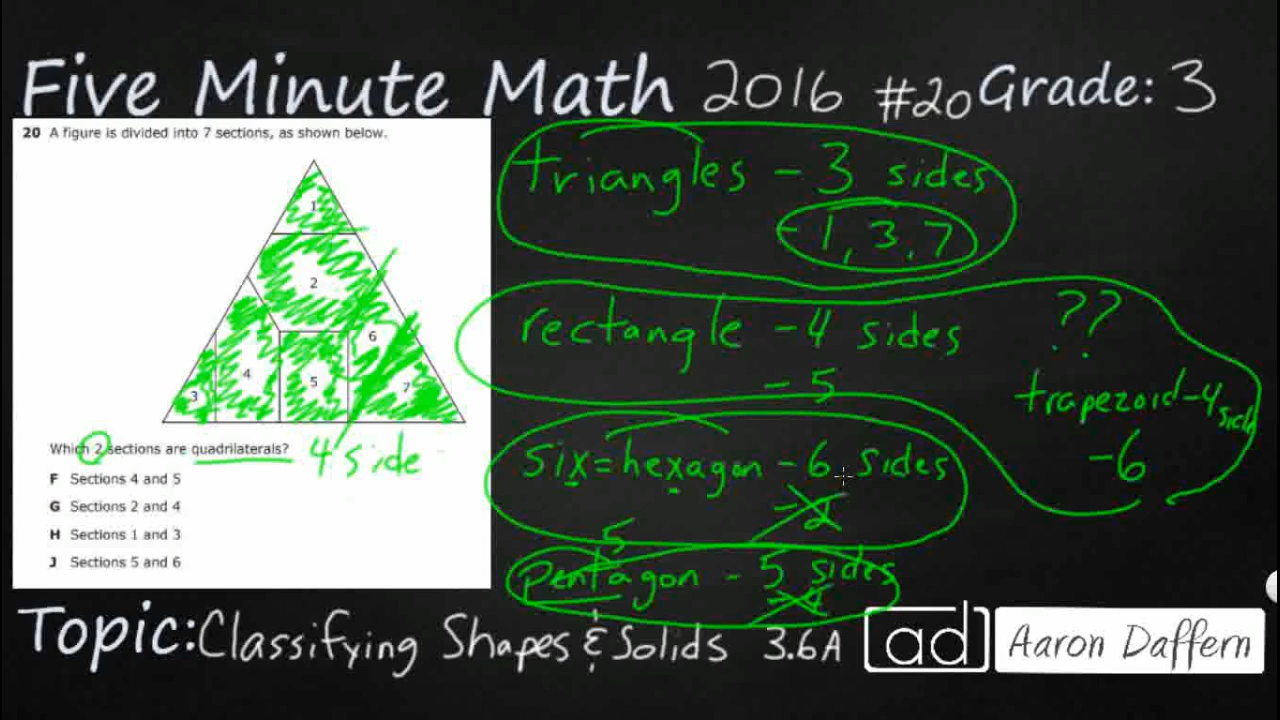 Five Minute Math 2016 #20 Grade: 3
20 A figure is divided into 7 sections, as shown below.
1
2
3
4
5
6
7
Which 2 sections are quadrilaterals?
4 side
F Sections 4 and 5
G Sections 2 and 4
H Sections 1 and 3
J Sections 5 and 6
triangles - 3 sides
- 1, 3, 7
rectangle - 4 sides
- 5
??
trapezoid - 4 side
- 6
six = hexagon - 6 sides
- 2
5
pentagon - 5 sides
- 4
Topic: Classifying Shapes & Solids 3.6A
ad Aaron Daffern